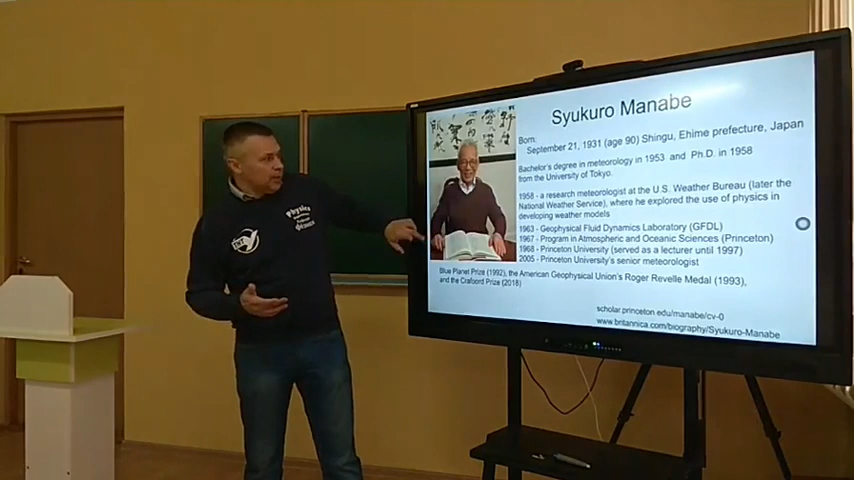 Syukuro Manabe
Born:
September 21, 1931 (age 90) Shingu, Ehime prefecture, Japan
Bachelor's degree in meteorology in 1953 and Ph.D. in 1958
from the University of Tokyo.
1958 - a research meteorologist at the U.S. Weather Bureau (later the
National Weather Service), where he explored the use of physics in
developing weather models
1963 - Geophysical Fluid Dynamics Laboratory (GFDL)
1967 - Program in Atmospheric and Oceanic Sciences (Princeton)
1968 - Princeton University (served as a lecturer until 1997)
2005 - Princeton University's senior meteorologist
Blue Planet Prize (1992), the American Geophysical Union's Roger Revelle Medal (1993),
and the Crafoord Prize (2018)
scholar.princeton.edu/manabe/cv-0
www.britannica.com/biography/Syukuro-Manabe
Physics